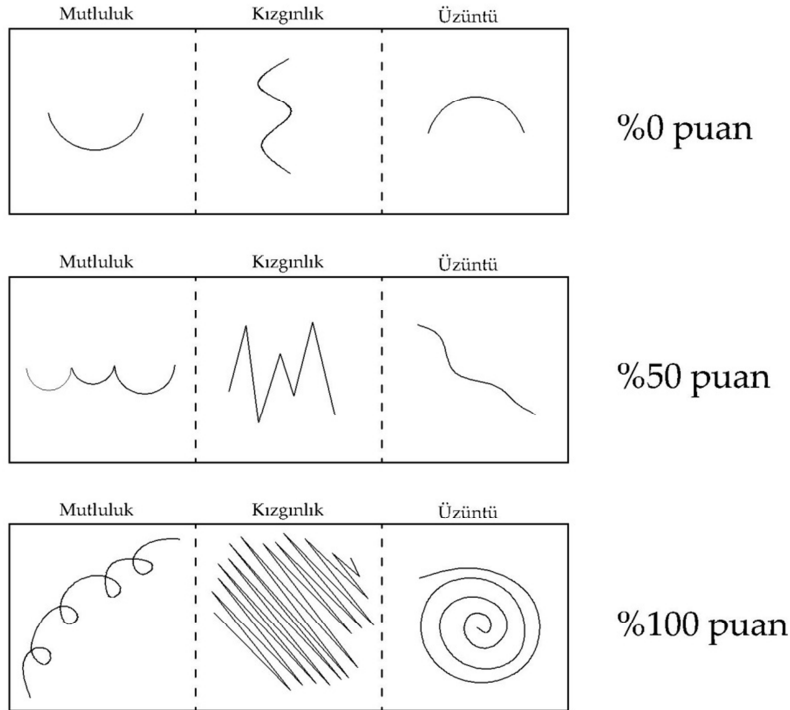 Mutluluk Kızgınlık Üzüntü
%0 puan
Mutluluk Kızgınlık Üzüntü
%50 puan
Mutluluk Kızgınlık Üzüntü
%100 puan